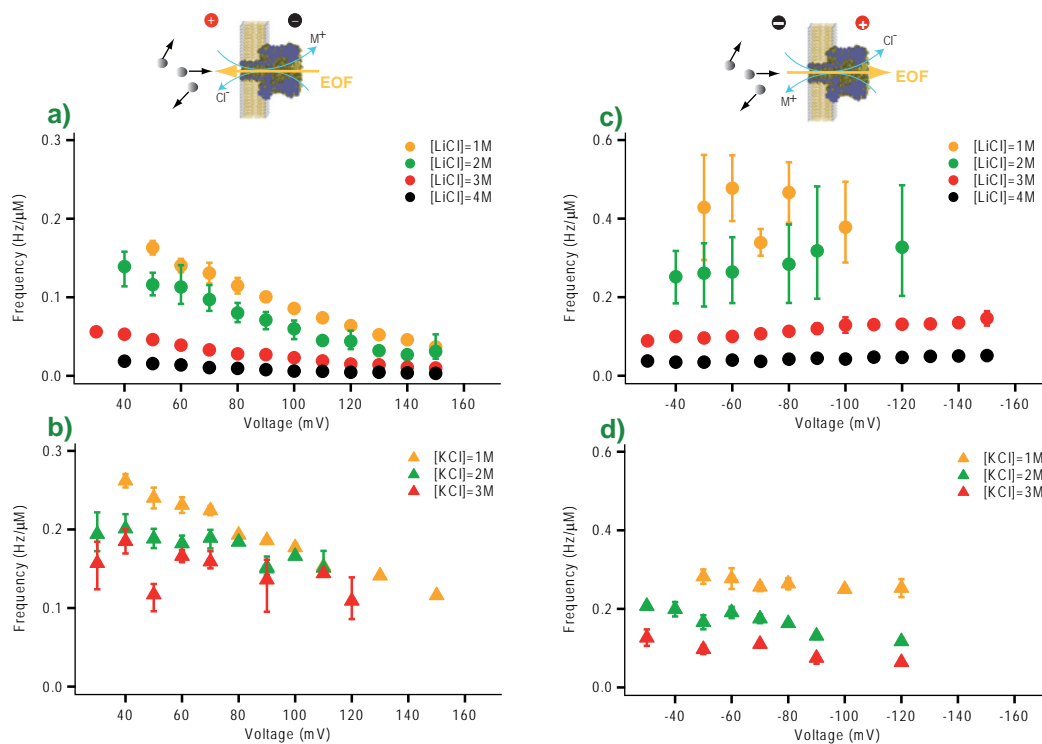 +
−
M+
Cl-
EOF
−
+
Cl-
M+
EOF
a)
0.3
0.2
0.1
0.0
Frequency (Hz/µM)
[LiCl]=1M
[LiCl]=2M
[LiCl]=3M
[LiCl]=4M
40 60 80 100 120 140 160
Voltage (mV)
c)
0.6
0.4
0.2
0.0
Frequency (Hz/µM)
[LiCl]=1M
[LiCl]=2M
[LiCl]=3M
[LiCl]=4M
-40 -60 -80 -100 -120 -140 -160
Voltage (mV)
b)
0.3
0.2
0.1
0.0
Frequency (Hz/µM)
[KCl]=1M
[KCl]=2M
[KCl]=3M
40 60 80 100 120 140 160
Voltage (mV)
d)
0.6
0.4
0.2
0.0
Frequency (Hz/µM)
[KCl]=1M
[KCl]=2M
[KCl]=3M
-40 -60 -80 -100 -120 -140 -160
Voltage (mV)